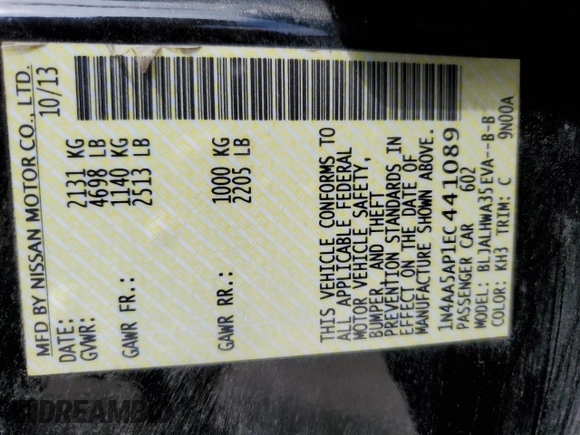 MFD BY NISSAN MOTOR CO., LTD.
DATE: 10/13
GVWR: 2131 KG
4698 LB
GAWR FR.: 1140 KG
2513 LB
GAWR RR.: 1000 KG
2205 LB
THIS VEHICLE CONFORMS TO
ALL APPLICABLE FEDERAL
MOTOR VEHICLE SAFETY,
BUMPER, AND THEFT
PREVENTION STANDARDS IN
EFFECT ON THE DATE OF
MANUFACTURE SHOWN ABOVE.
1N4AA5AP1EC441089
PASSENGER CAR 602
MODEL: BLJALHWA35EVA--B-B
COLOR: KH3 TRIM: C 9N00A